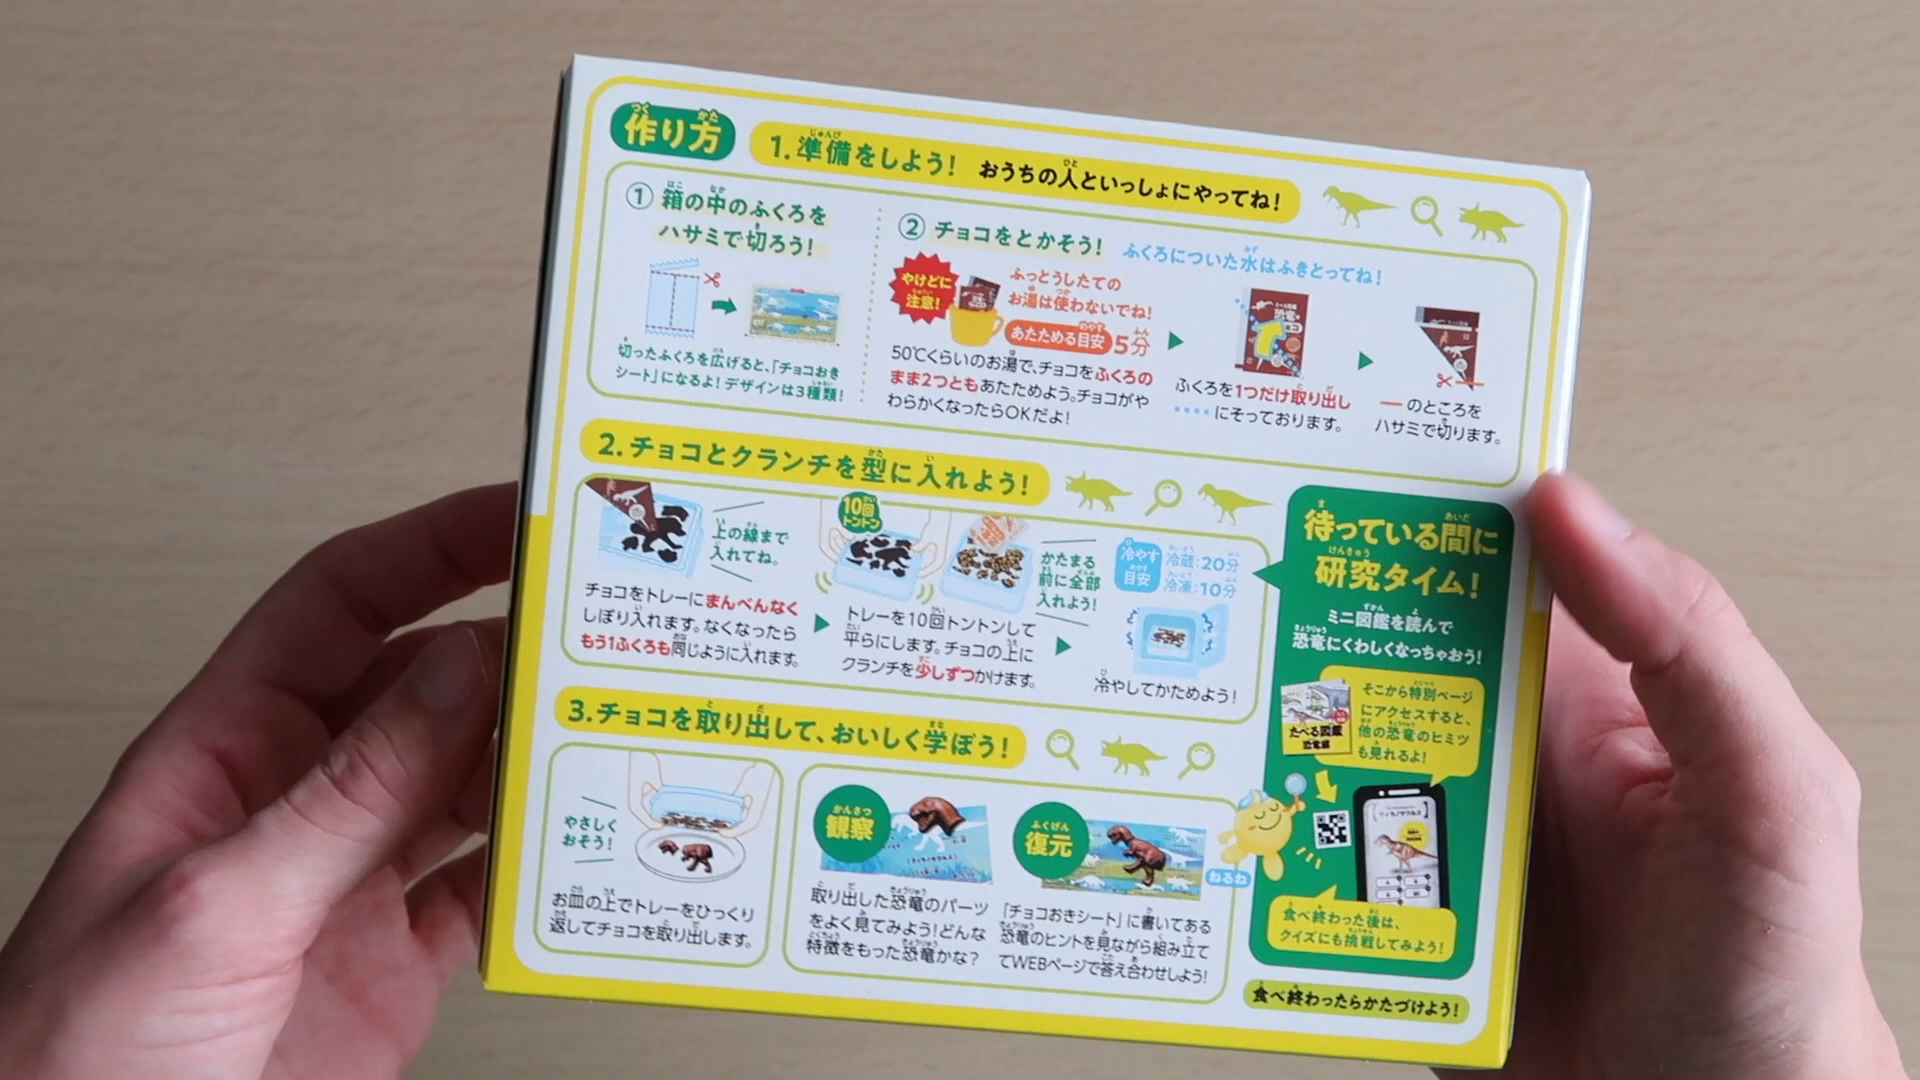 作り方
1.準備をしよう! おうちの人といっしょにやってね!
① 箱の中のふくろを
ハサミで切ろう!
切ったふくろを広げると、「チョコおき
シート」になるよ!デザインは3種類!
② チョコをとかそう!
ふくろについた水はふきとってね!
やけどに
注意!
ふっとうしたての
お湯は使わないでね!
あたためる目安 5分
50℃くらいのお湯で、チョコをふくろの
まま2つともあたためよう。チョコがや
わらかくなったらOKだよ!
ふくろを1つだけ取り出し
にそっております。
のところを
ハサミで切ります。
2.チョコとクランチを型に入れよう!
上の線まで
入れてね。
チョコをトレーにまんべんなく
しぼり入れます。なくなったら
もう1ふくろも同じように入れます。
10回
トントン
かたまる
前に全部
入れよう!
トレーを10回トントンして
平らにします。チョコの上に
クランチを少しずつかけます。
冷やす
目安
冷蔵:20分
冷凍:10分
冷やしてかためよう!
待っている間に
研究タイム!
ミニ図鑑を読んで
恐竜にくわしくなっちゃおう!
たべる図鑑
恐竜編
そこから特別ページ
にアクセスすると、
他の恐竜のヒミツ
も見れるよ!
ティラノサウルス
食べ終わった後は、
クイズにも挑戦してみよう!
ねるね
3.チョコを取り出して、おいしく学ぼう!
やさしく
おそう!
お皿の上でトレーをひっくり
返してチョコを取り出します。
観察
取り出した恐竜のパーツ
をよく見てみよう!どんな
特徴をもった恐竜かな?
復元
「チョコおきシート」に書いてある
恐竜のヒントを見ながら組み立て
てWEBページで答え合わせしよう!
食べ終わったらかたづけよう!